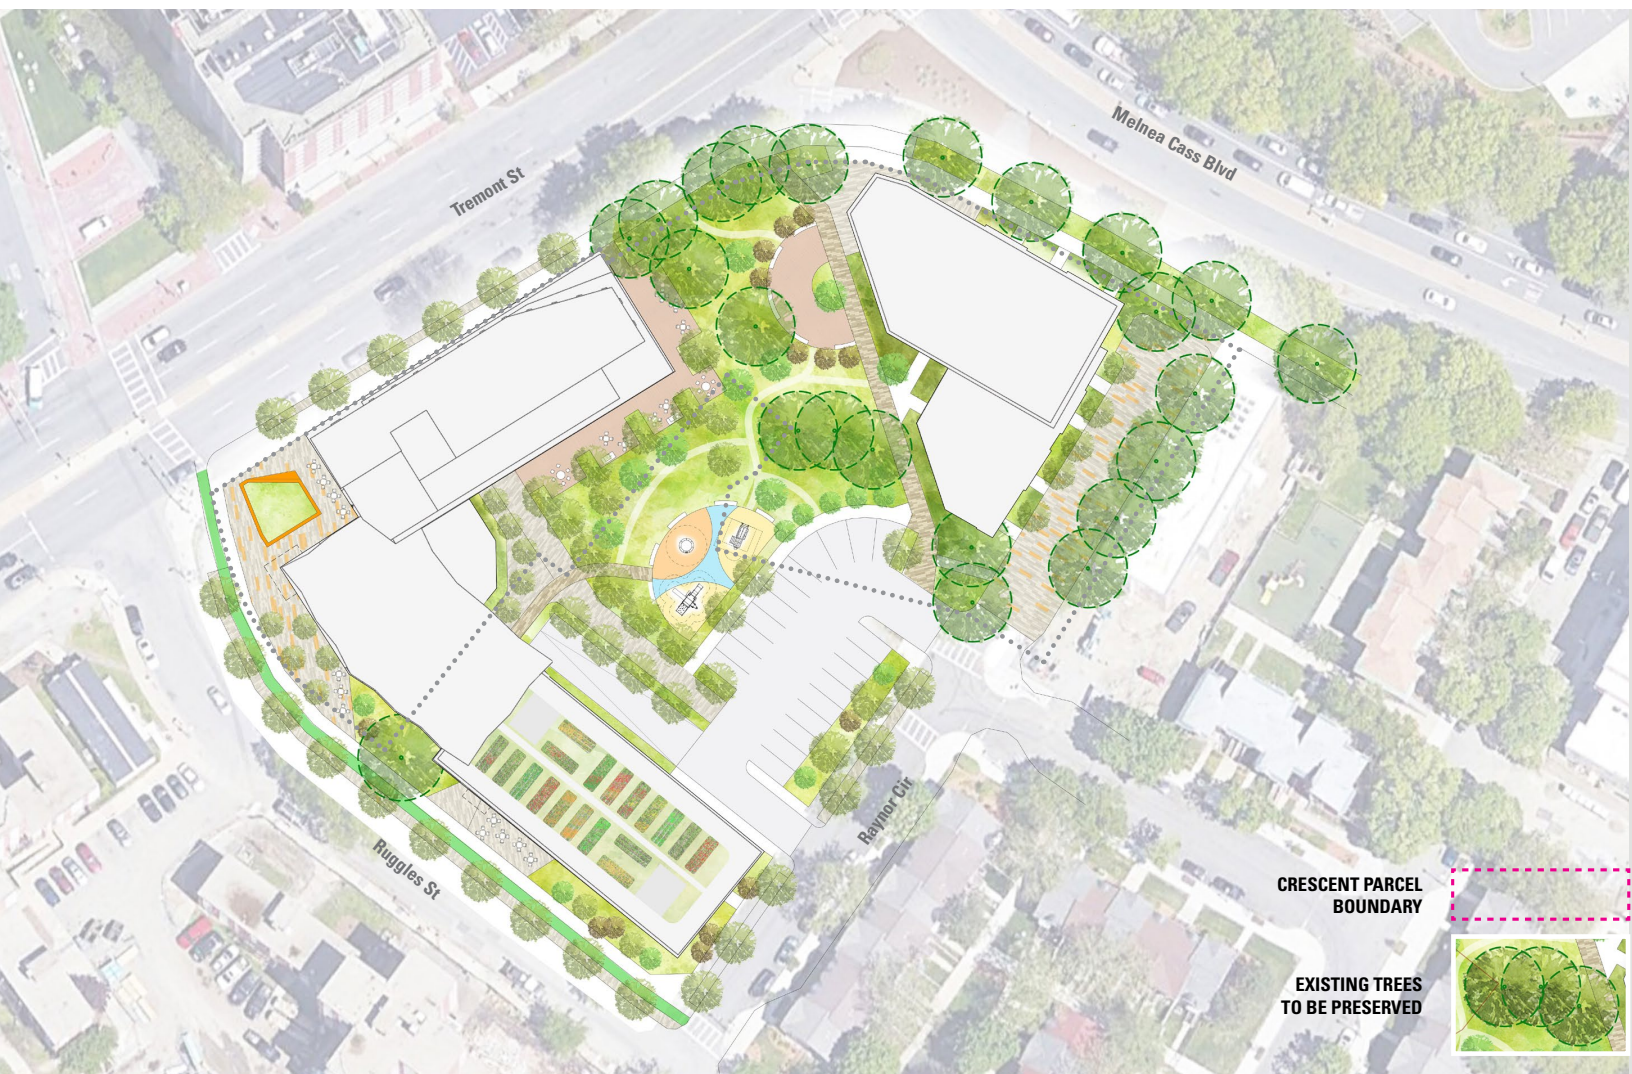 Tremont St
Melnea Cass Blvd
Ruggles St
Raynor Cir
CRESCENT PARCEL
BOUNDARY
EXISTING TREES
TO BE PRESERVED